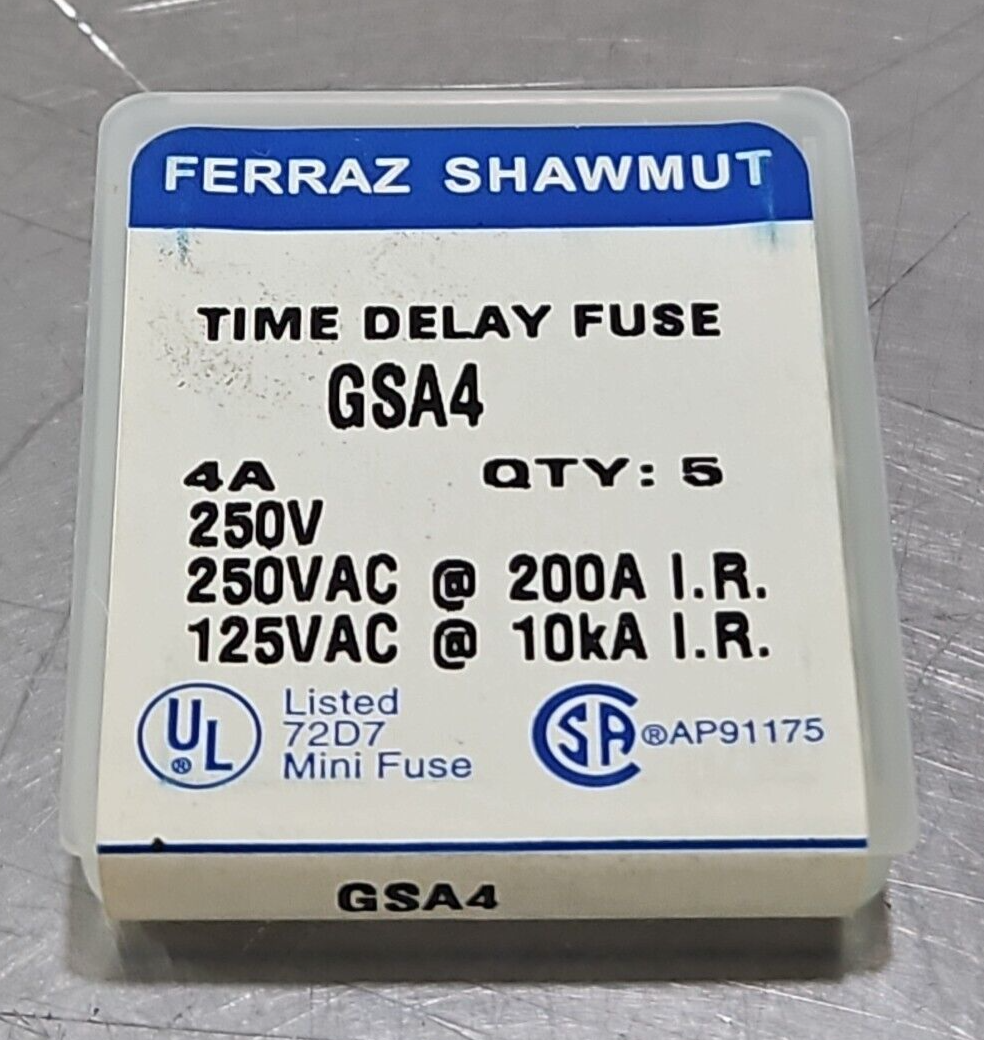 FERRAZ SHAWMUT
TIME DELAY FUSE
GSA4
4A QTY: 5
250V
250VAC @ 200A I.R.
125VAC @ 10kA I.R.
UL® Listed
72D7
Mini Fuse
CSA ®AP91175
GSA4